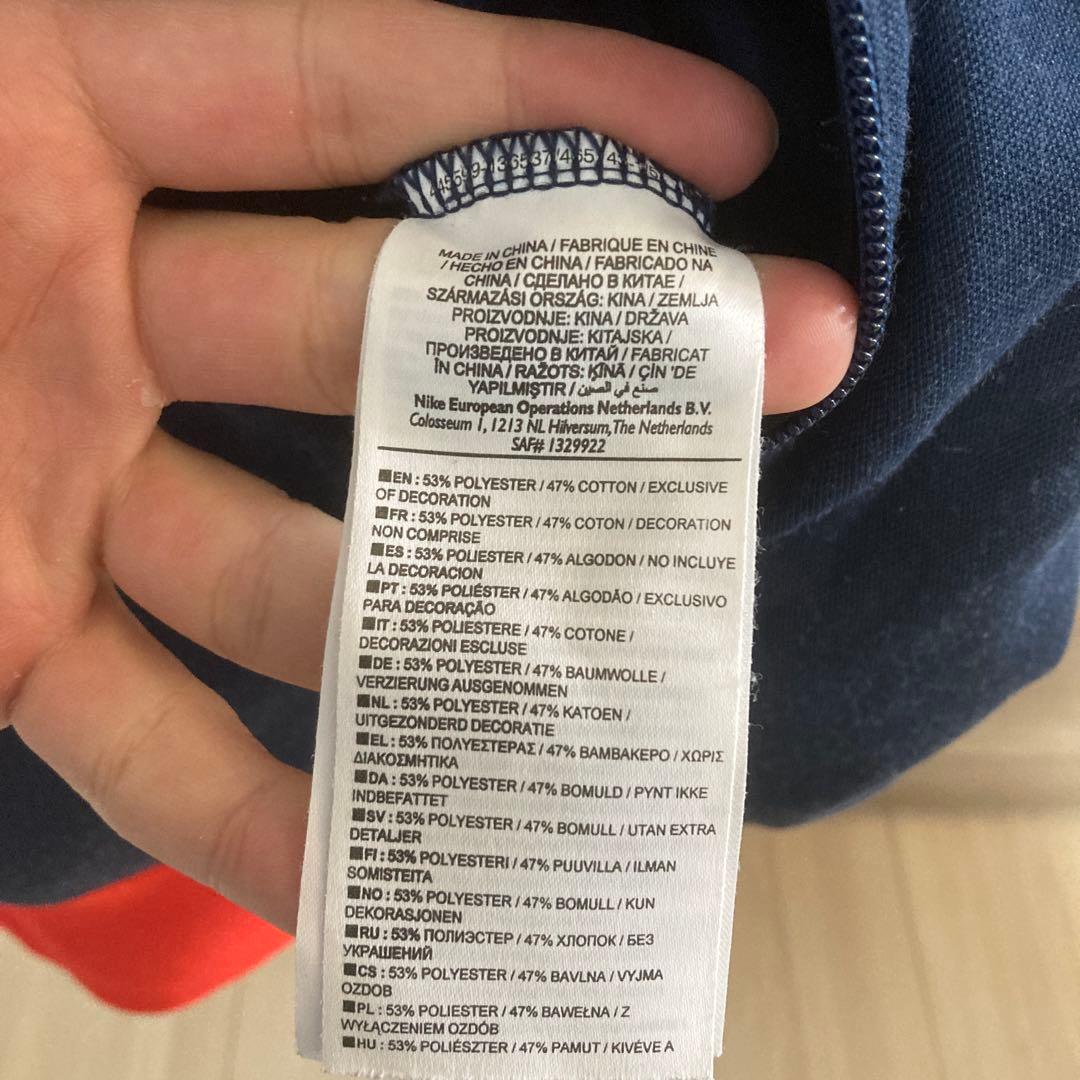 MADE IN CHINA / FABRIQUE EN CHINE
/ HECHO EN CHINA / FABRICADO NA
CHINA / СДЕЛАНО В КИТАЕ /
SZÁRMAZÁSI ORSZÁG: KINA / ZEMLJA
PROIZVODNJE: KINA / DRŽAVA
PROIZVODNJE: KITAJSKA /
ПРОИЗВЕДЕНО В КИТАЙ / FABRICAT
ÎN CHINA / RAŽOTS: ĶĪNĀ / ÇİN 'DE
YAPILMIŞTIR / صنع في الصين
Nike European Operations Netherlands B.V.
Colosseum 1, 1213 NL Hilversum, The Netherlands
SAF# 1329922
EN : 53% POLYESTER / 47% COTTON / EXCLUSIVE
OF DECORATION
FR : 53% POLYESTER / 47% COTON / DECORATION
NON COMPRISE
ES : 53% POLIESTER / 47% ALGODON / NO INCLUYE
LA DECORACION
PT : 53% POLIÉSTER / 47% ALGODÃO / EXCLUSIVO
PARA DECORAÇÃO
IT : 53% POLIESTERE / 47% COTONE /
DECORAZIONI ESCLUSE
DE : 53% POLYESTER / 47% BAUMWOLLE /
VERZIERUNG AUSGENOMMEN
NL : 53% POLYESTER / 47% KATOEN /
UITGEZONDERD DECORATIE
EL : 53% ΠΟΛΥΕΣΤΕΡΑΣ / 47% ΒΑΜΒΑΚΕΡΟ / ΧΩΡΙΣ
ΔΙΑΚΟΣΜΗΤΙΚΑ
DA : 53% POLYESTER / 47% BOMULD / PYNT IKKE
INDBEFATTET
SV : 53% POLYESTER / 47% BOMULL / UTAN EXTRA
DETALJER
FI : 53% POLYESTERI / 47% PUUVILLA / ILMAN
SOMISTEITA
NO : 53% POLYESTER / 47% BOMULL / KUN
DEKORASJONEN
RU : 53% ПОЛИЭСТЕР / 47% ХЛОПОК / БЕЗ
УКРАШЕНИЙ
CS : 53% POLYESTER / 47% BAVLNA / VYJMA
OZDOB
PL : 53% POLIESTER / 47% BAWEŁNA / Z
WYŁĄCZENIEM OZDÓB
HU : 53% POLIÉSZTER / 47% PAMUT / KIVÉVE A